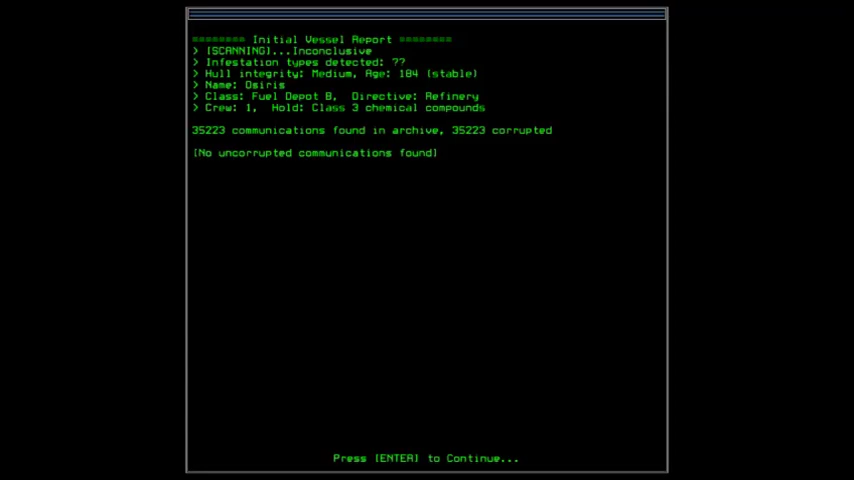 ======== Initial Vessel Report ========
> [SCANNING]...Inconclusive
> Infestation types detected: ??
> Hull integrity: Medium, Age: 104 (stable)
> Name: Osiris
> Class: Fuel Depot B,  Directive: Refinery
> Crew: 1,  Hold: Class 3 chemical compounds
35223 communications found in archive, 35223 corrupted
[No uncorrupted communications found]
Press [ENTER] to Continue...